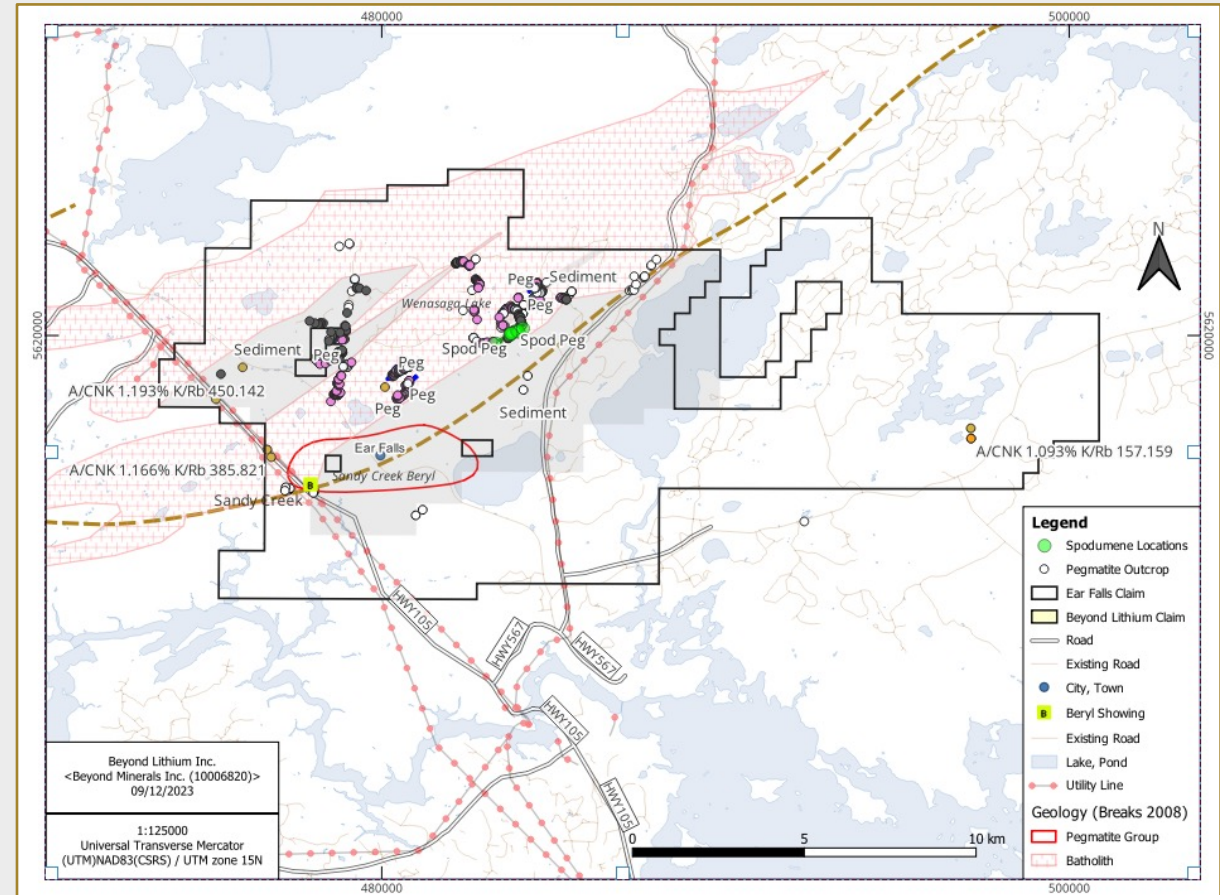 480000
500000
N
5620000
5620000
Peg
Sediment
Wenasaga Lake
Peg
Sediment
Peg
Spod Peg
Spod Peg
Peg
A/CNK 1.193% K/Rb 450.142
Peg
Peg
Sediment
Ear Falls
A/CNK 1.093% K/Rb 157.159
A/CNK 1.166% K/Rb 385.821
Sandy Creek Beryl
B
Sandy Creek
HWY105
HWY567
HWY567
HWY105
HWY105
Legend
Spodumene Locations
Pegmatite Outcrop
Ear Falls Claim
Beyond Lithium Claim
Road
Existing Road
City, Town
B Beryl Showing
Existing Road
Lake, Pond
Utility Line
Geology (Breaks 2008)
Pegmatite Group
Batholith
Beyond Lithium Inc.
<Beyond Minerals Inc. (10006820)>
09/12/2023
1:125000
Universal Transverse Mercator
(UTM)NAD83(CSRS) / UTM zone 15N
0 5 10 km
480000
500000